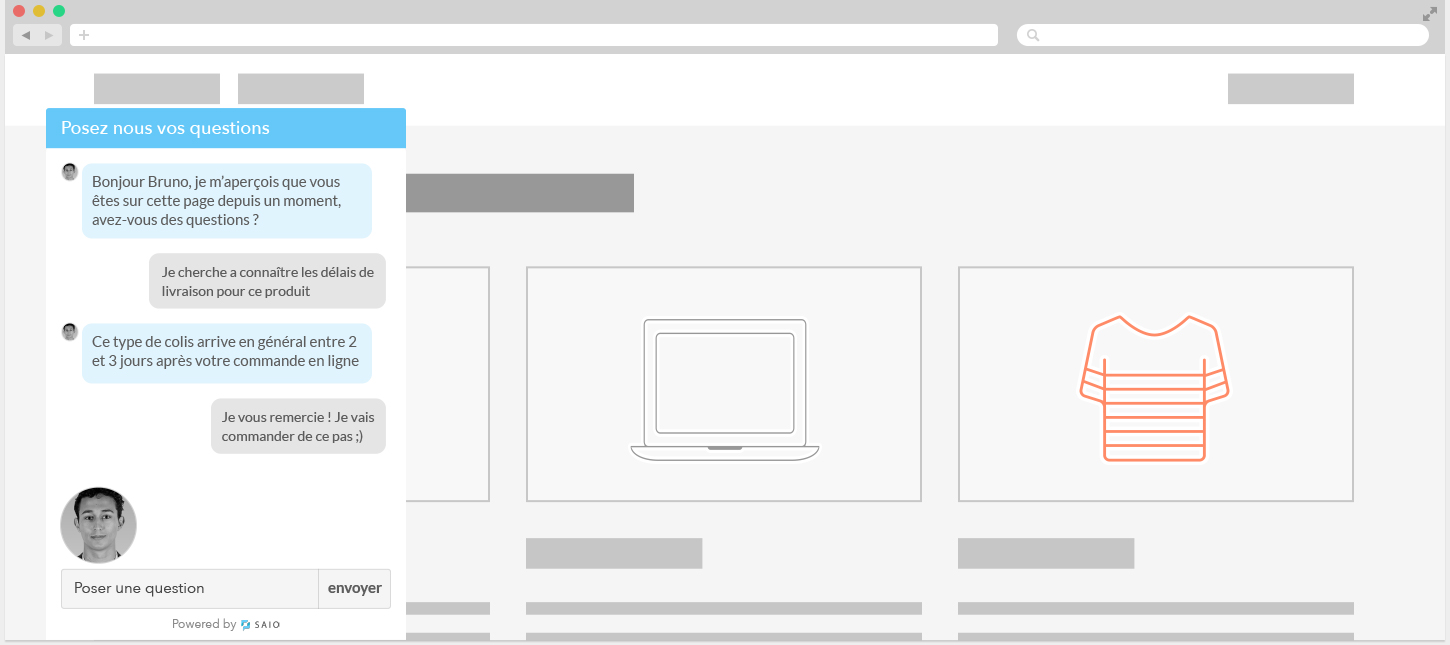 Posez nous vos questions
Bonjour Bruno, je m'aperçois que vous
êtes sur cette page depuis un moment,
avez-vous des questions ?
Je cherche a connaître les délais de
livraison pour ce produit
Ce type de colis arrive en général entre 2
et 3 jours après votre commande en ligne
Je vous remercie ! Je vais
commander de ce pas ;)
Poser une question
envoyer
Powered by SAIO